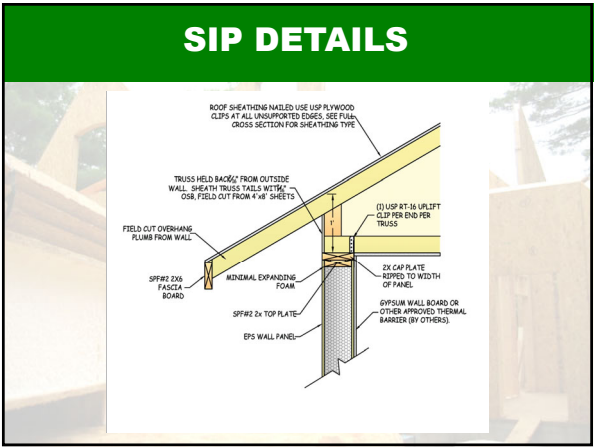 SIP DETAILS
ROOF SHEATHING NAILED USE USP PLYWOOD
CLIPS AT ALL UNSUPPORTED EDGES, SEE FULL
CROSS SECTION FOR SHEATHING TYPE
TRUSS HELD BACK FROM OUTSIDE
WALL. SHEATH TRUSS TAILS WITH
OSB, FIELD CUT FROM 4'x8' SHEETS
(1) USP RT-16 UPLIFT
CLIP PER END PER
TRUSS
1'
FIELD CUT OVERHANG
PLUMB FROM WALL
SPF#2 2X6
FASCIA
BOARD
MINIMAL EXPANDING
FOAM
2X CAP PLATE
RIPPED TO WIDTH
OF PANEL
SPF#2 2x TOP PLATE
GYPSUM WALL BOARD OR
OTHER APPROVED THERMAL
BARRIER (BY OTHERS).
EPS WALL PANEL